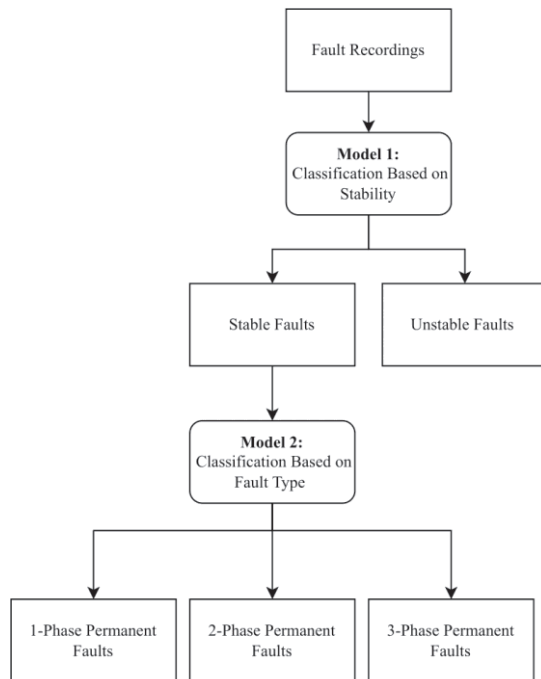 Fault Recordings
Model 1:
Classification Based on
Stability
Stable Faults
Unstable Faults
Model 2:
Classification Based on
Fault Type
1-Phase Permanent
Faults
2-Phase Permanent
Faults
3-Phase Permanent
Faults